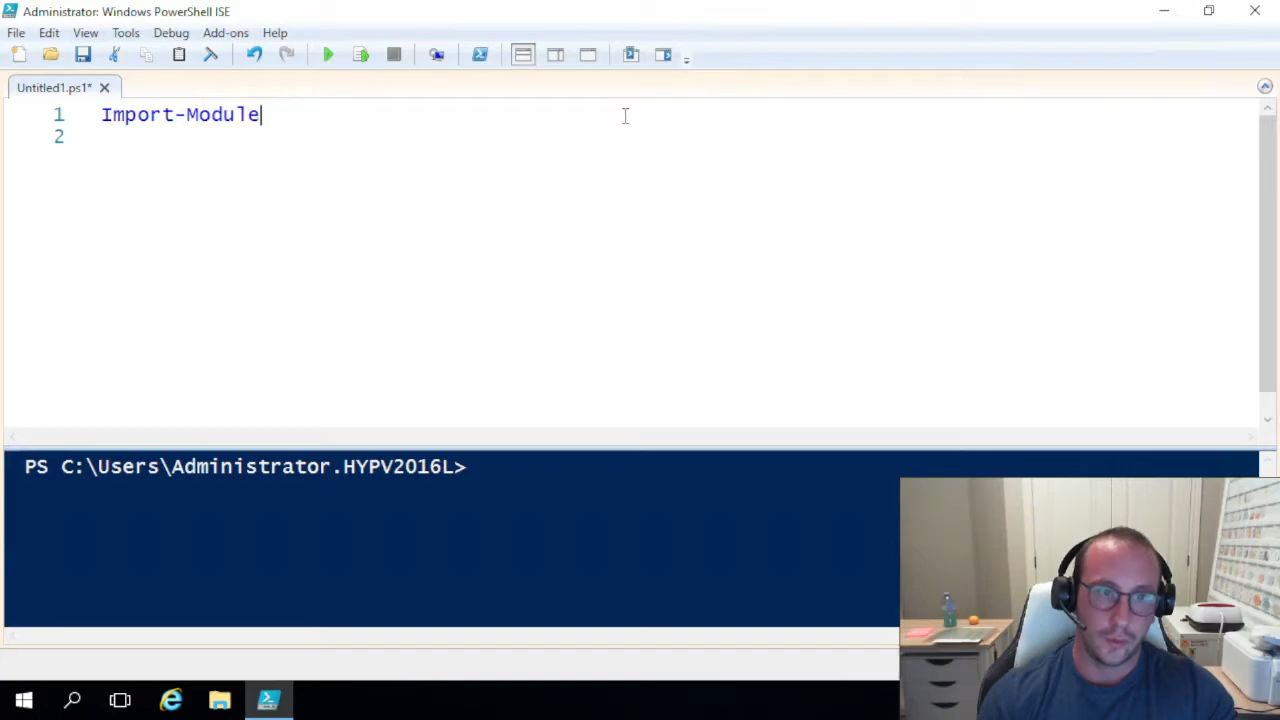 Administrator: Windows PowerShell ISE
File Edit View Tools Debug Add-ons Help
Untitled1.ps1*
1 Import-Module
2
PS C:\Users\Administrator.HYPV2016L>